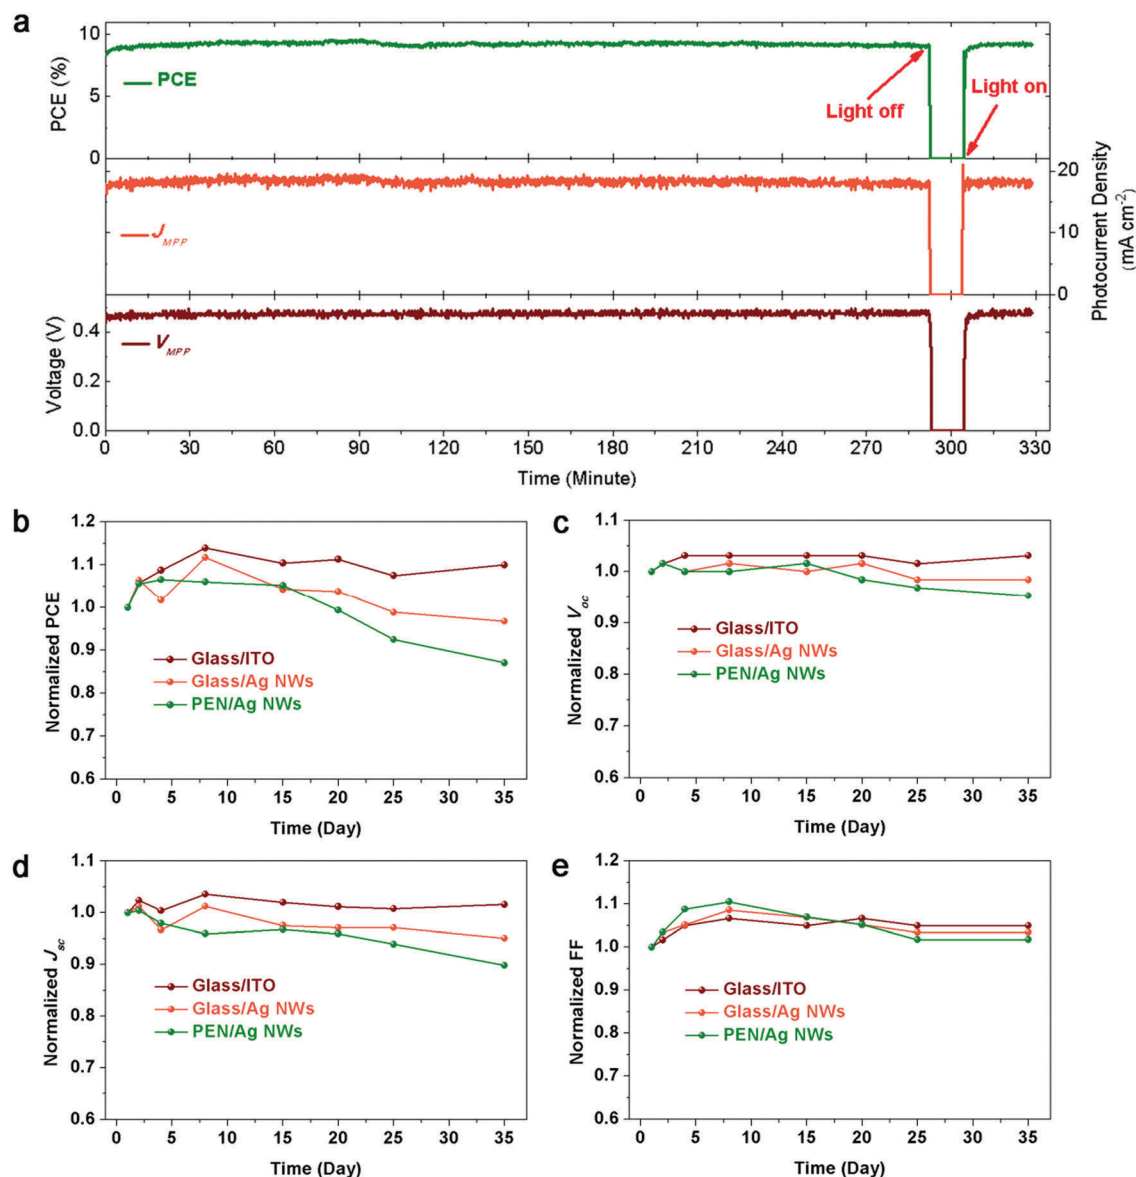 a
10
5
0
PCE (%)
PCE
Light off
Light on
20
10
0
Photocurrent Density
(mA cm⁻²)
J_MPP
0.4
0.2
0.0
Voltage (V)
V_MPP
0 30 60 90 120 150 180 210 240 270 300 330
Time (Minute)
b
1.2
1.1
1.0
0.9
0.8
0.7
0.6
Normalized PCE
Glass/ITO
Glass/Ag NWs
PEN/Ag NWs
0 5 10 15 20 25 30 35
Time (Day)
c
1.1
1.0
0.9
0.8
0.7
0.6
Normalized Voc
Glass/ITO
Glass/Ag NWs
PEN/Ag NWs
0 5 10 15 20 25 30 35
Time (Day)
d
1.1
1.0
0.9
0.8
0.7
0.6
Normalized Jsc
Glass/ITO
Glass/Ag NWs
PEN/Ag NWs
0 5 10 15 20 25 30 35
Time (Day)
e
1.2
1.1
1.0
0.9
0.8
0.7
0.6
Normalized FF
Glass/ITO
Glass/Ag NWs
PEN/Ag NWs
0 5 10 15 20 25 30 35
Time (Day)